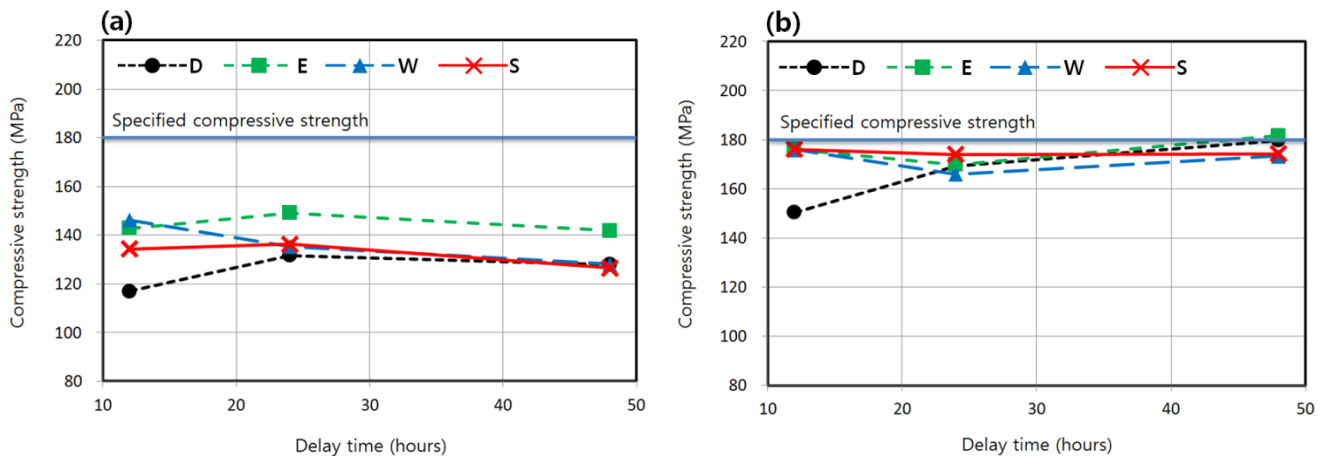 (a)
220
200
180
160
140
120
100
80
D E W S
Specified compressive strength
Compressive strength (MPa)
10 20 30 40 50
Delay time (hours)
(b)
220
200
180
160
140
120
100
80
D E W S
Specified compressive strength
Compressive strength (MPa)
10 20 30 40 50
Delay time (hours)